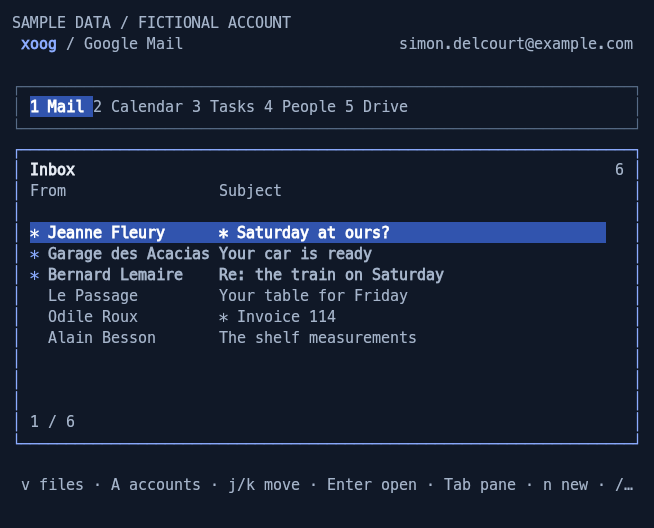 SAMPLE DATA / FICTIONAL ACCOUNT
xoog / Google Mail simon.delcourt@example.com
1 Mail 2 Calendar 3 Tasks 4 People 5 Drive
Inbox 6
From Subject
* Jeanne Fleury * Saturday at ours?
* Garage des Acacias Your car is ready
* Bernard Lemaire Re: the train on Saturday
Le Passage Your table for Friday
Odile Roux * Invoice 114
Alain Besson The shelf measurements
1 / 6
v files · A accounts · j/k move · Enter open · Tab pane · n new · /…